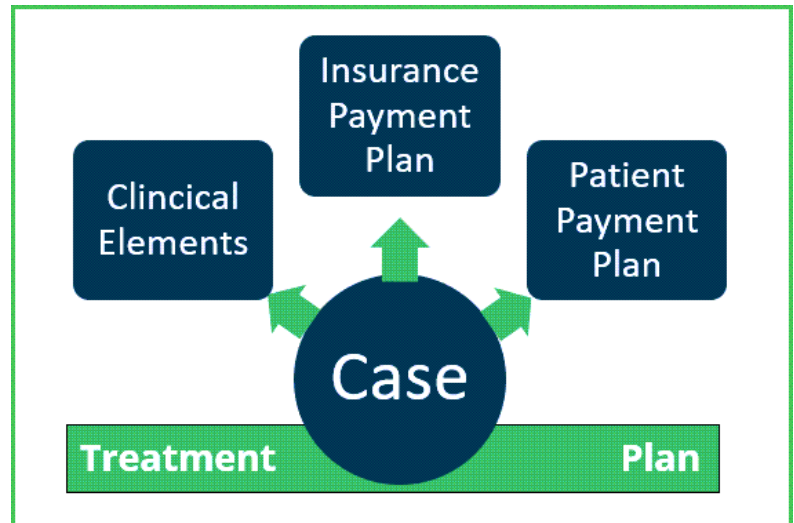 Insurance
Payment
Plan
Clincical
Elements
Patient
Payment
Plan
Case
Treatment
Plan